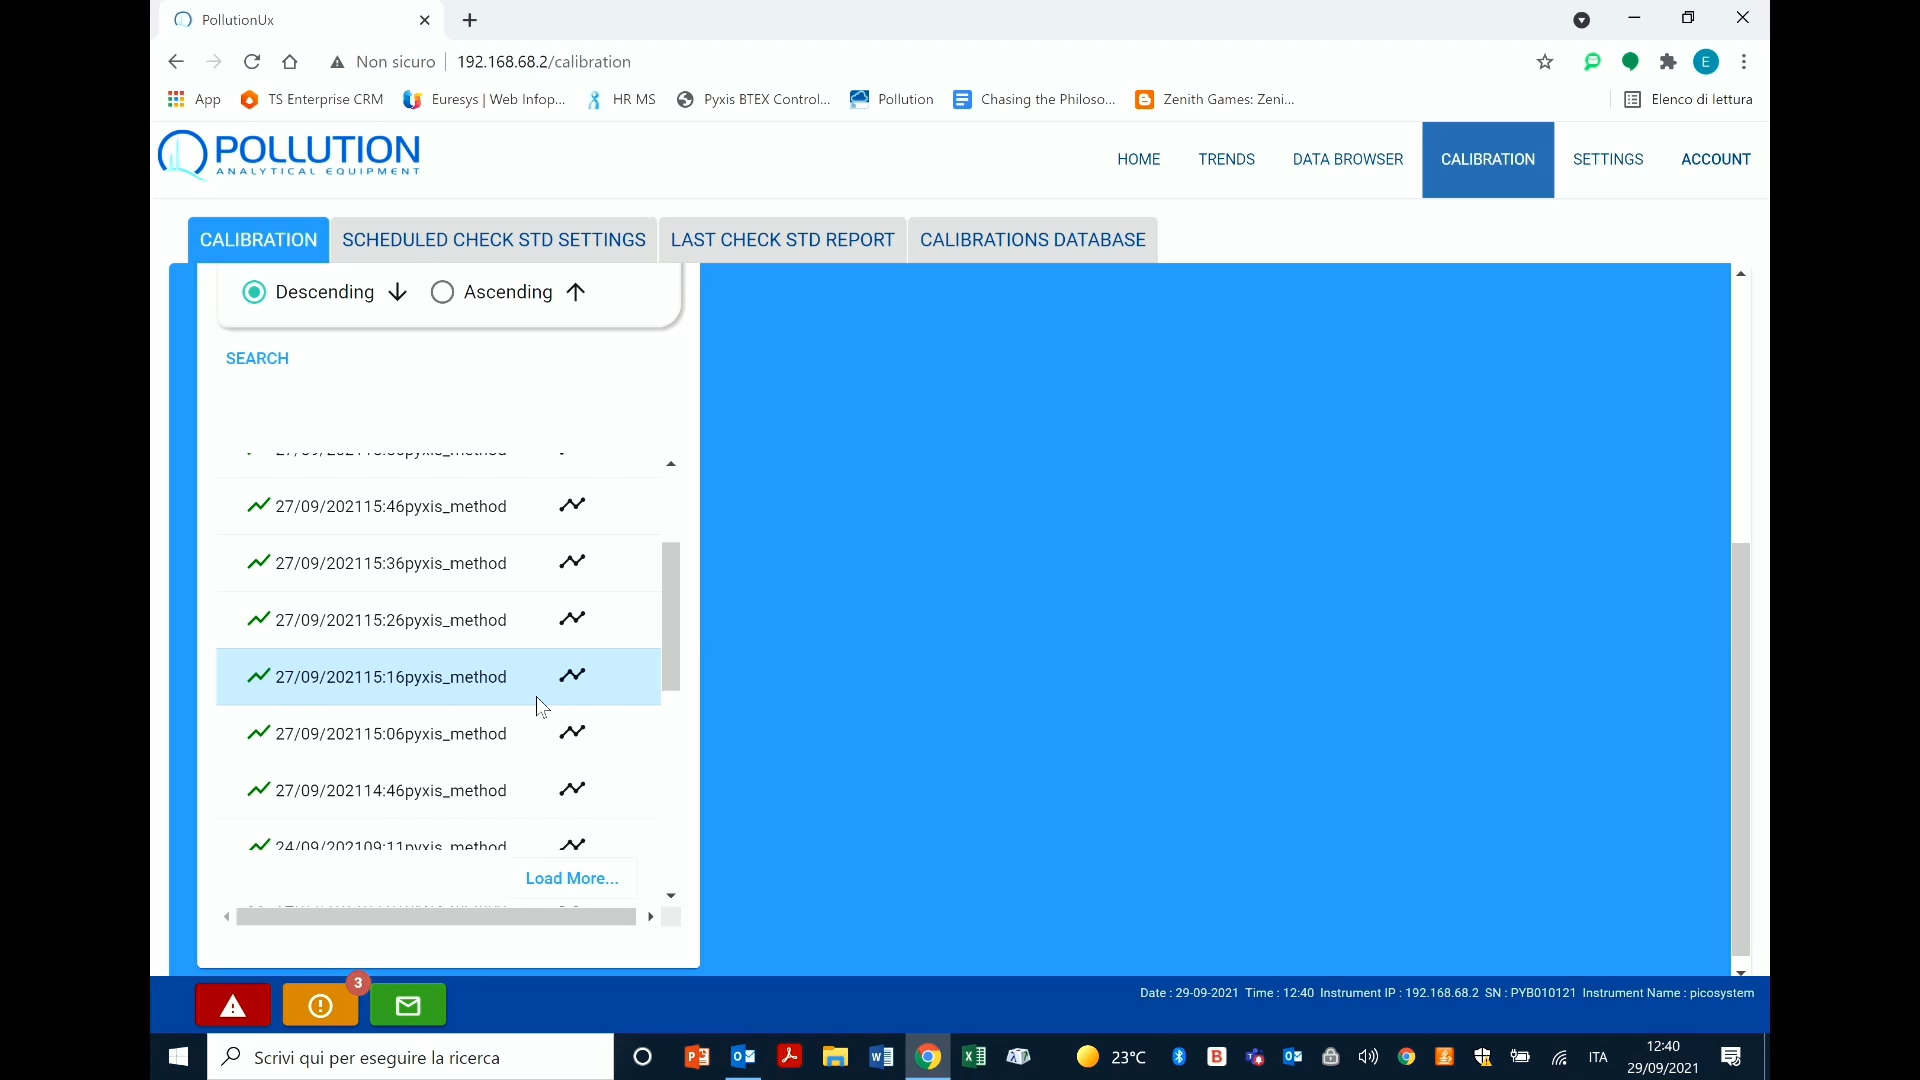 PollutionUx
Non sicuro 192.168.68.2/calibration
App TS Enterprise CRM Euresys | Web Infop... HR MS Pyxis BTEX Control... Pollution Chasing the Philoso... Zenith Games: Zeni... Elenco di lettura
POLLUTION
ANALYTICAL EQUIPMENT
HOME TRENDS DATA BROWSER CALIBRATION SETTINGS ACCOUNT
CALIBRATION SCHEDULED CHECK STD SETTINGS LAST CHECK STD REPORT CALIBRATIONS DATABASE
Descending Ascending
SEARCH
27/09/202115:46pyxis_method
27/09/202115:36pyxis_method
27/09/202115:26pyxis_method
27/09/202115:16pyxis_method
27/09/202115:06pyxis_method
27/09/202114:46pyxis_method
24/09/202109:11pyxis_method
Load More...
3
Date : 29-09-2021 Time : 12:40 Instrument IP : 192.168.68.2 SN : PYB010121 Instrument Name : picosystem
Scrivi qui per eseguire la ricerca
23°C
ITA
12:40
29/09/2021